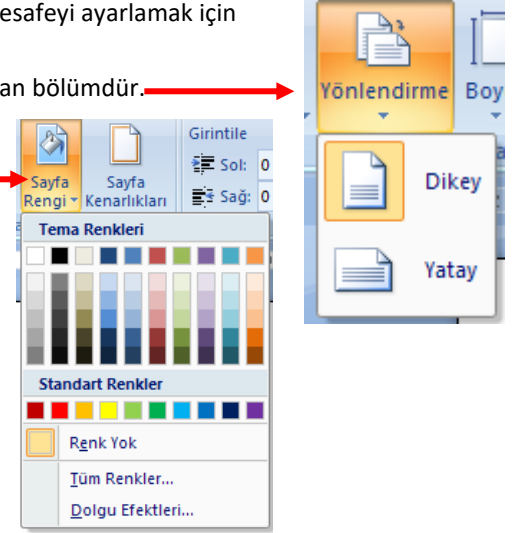 esafeyi ayarlamak için
an bölümdür.
Yönlendirme
Boy
Dikey
Yatay
Sayfa Rengi
Sayfa Kenarlıkları
Girintile
Sol: 0
Sağ: 0
Tema Renkleri
Standart Renkler
Renk Yok
Tüm Renkler...
Dolgu Efektleri...